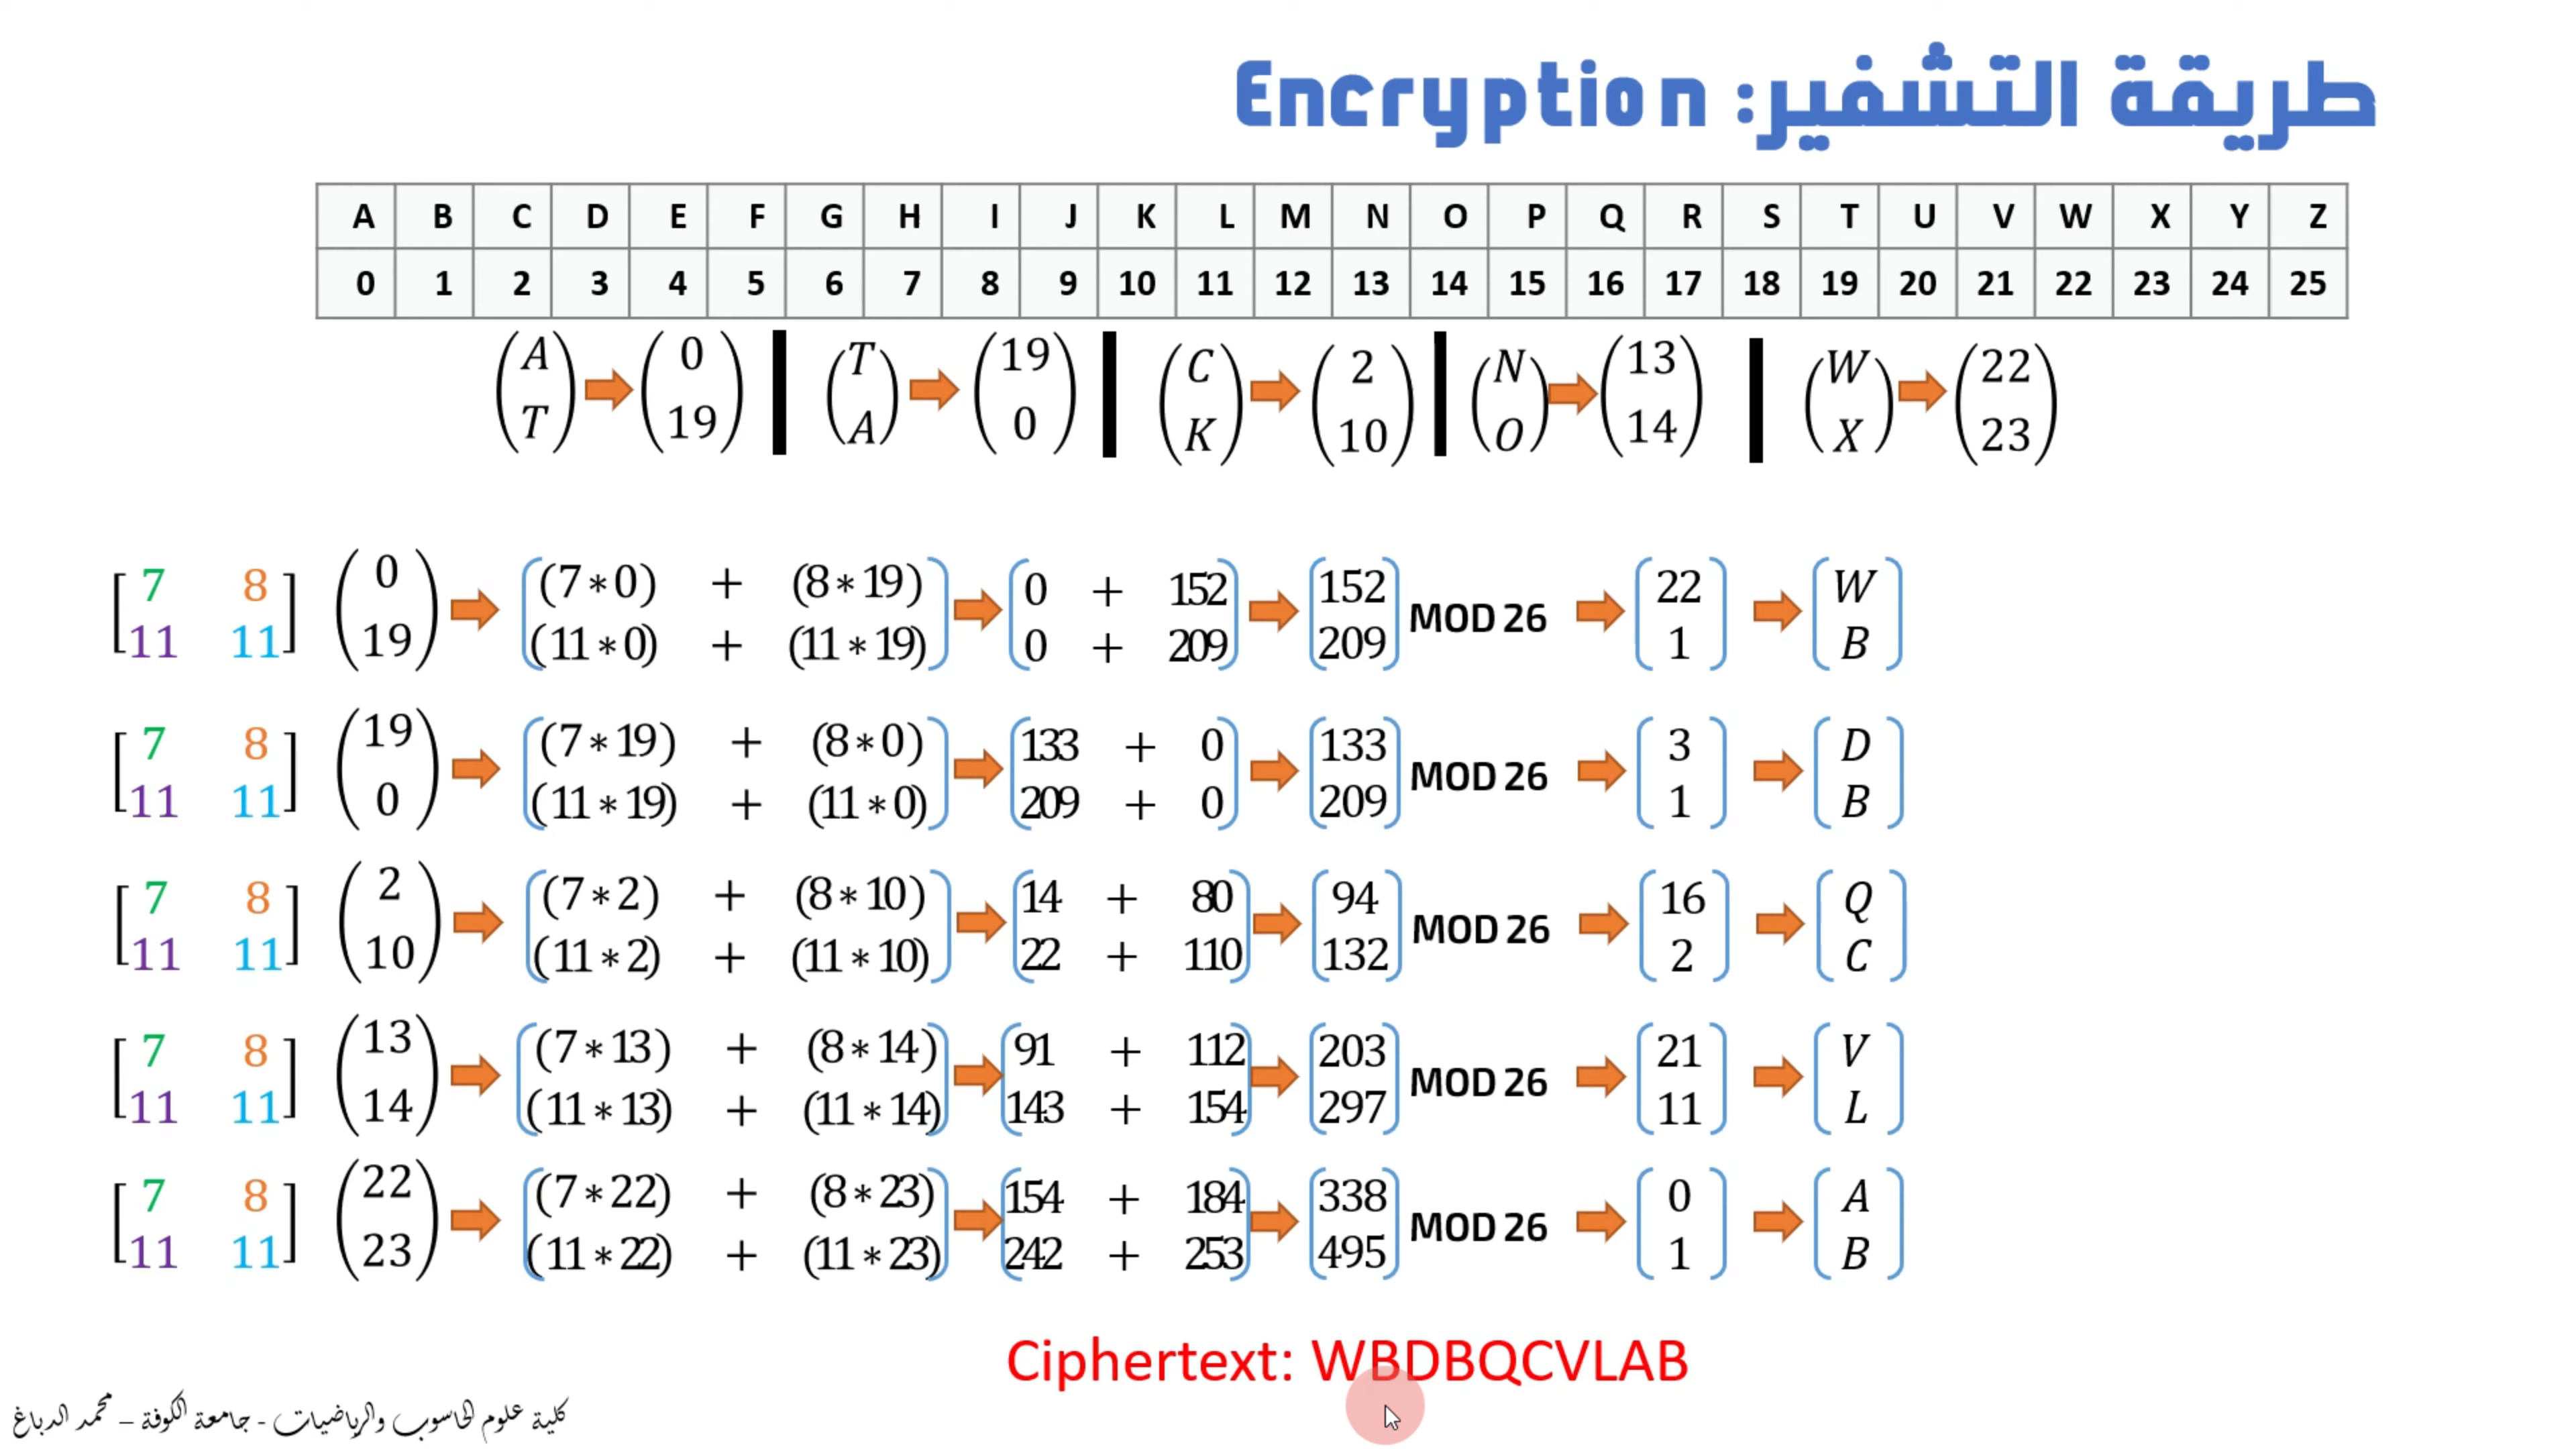 طريقة التشفير: Encryption
A B C D E F G H I J K L M N O P Q R S T U V W X Y Z
0 1 2 3 4 5 6 7 8 9 10 11 12 13 14 15 16 17 18 19 20 21 22 23 24 25
A 0 T 19 C 2 N 13 W 22
T 19 A 0 K 10 O 14 X 23
7 8 0 (7*0) + (8*19) 0 + 152 152 22 W
MOD 26
11 11 19 (11*0) + (11*19) 0 + 209 209 1 B
7 8 19 (7*19) + (8*0) 133 + 0 133 3 D
MOD 26
11 11 0 (11*19) + (11*0) 209 + 0 209 1 B
7 8 2 (7*2) + (8*10) 14 + 80 94 16 Q
MOD 26
11 11 10 (11*2) + (11*10) 22 + 110 132 2 C
7 8 13 (7*13) + (8*14) 91 + 112 203 21 V
MOD 26
11 11 14 (11*13) + (11*14) 143 + 154 297 11 L
7 8 22 (7*22) + (8*23) 154 + 184 338 0 A
MOD 26
11 11 23 (11*22) + (11*23) 242 + 253 495 1 B
Ciphertext: WBDBQCVLAB
كلية علوم الحاسوب والرياضيات - جامعة الكوفة – محمد الدباغ